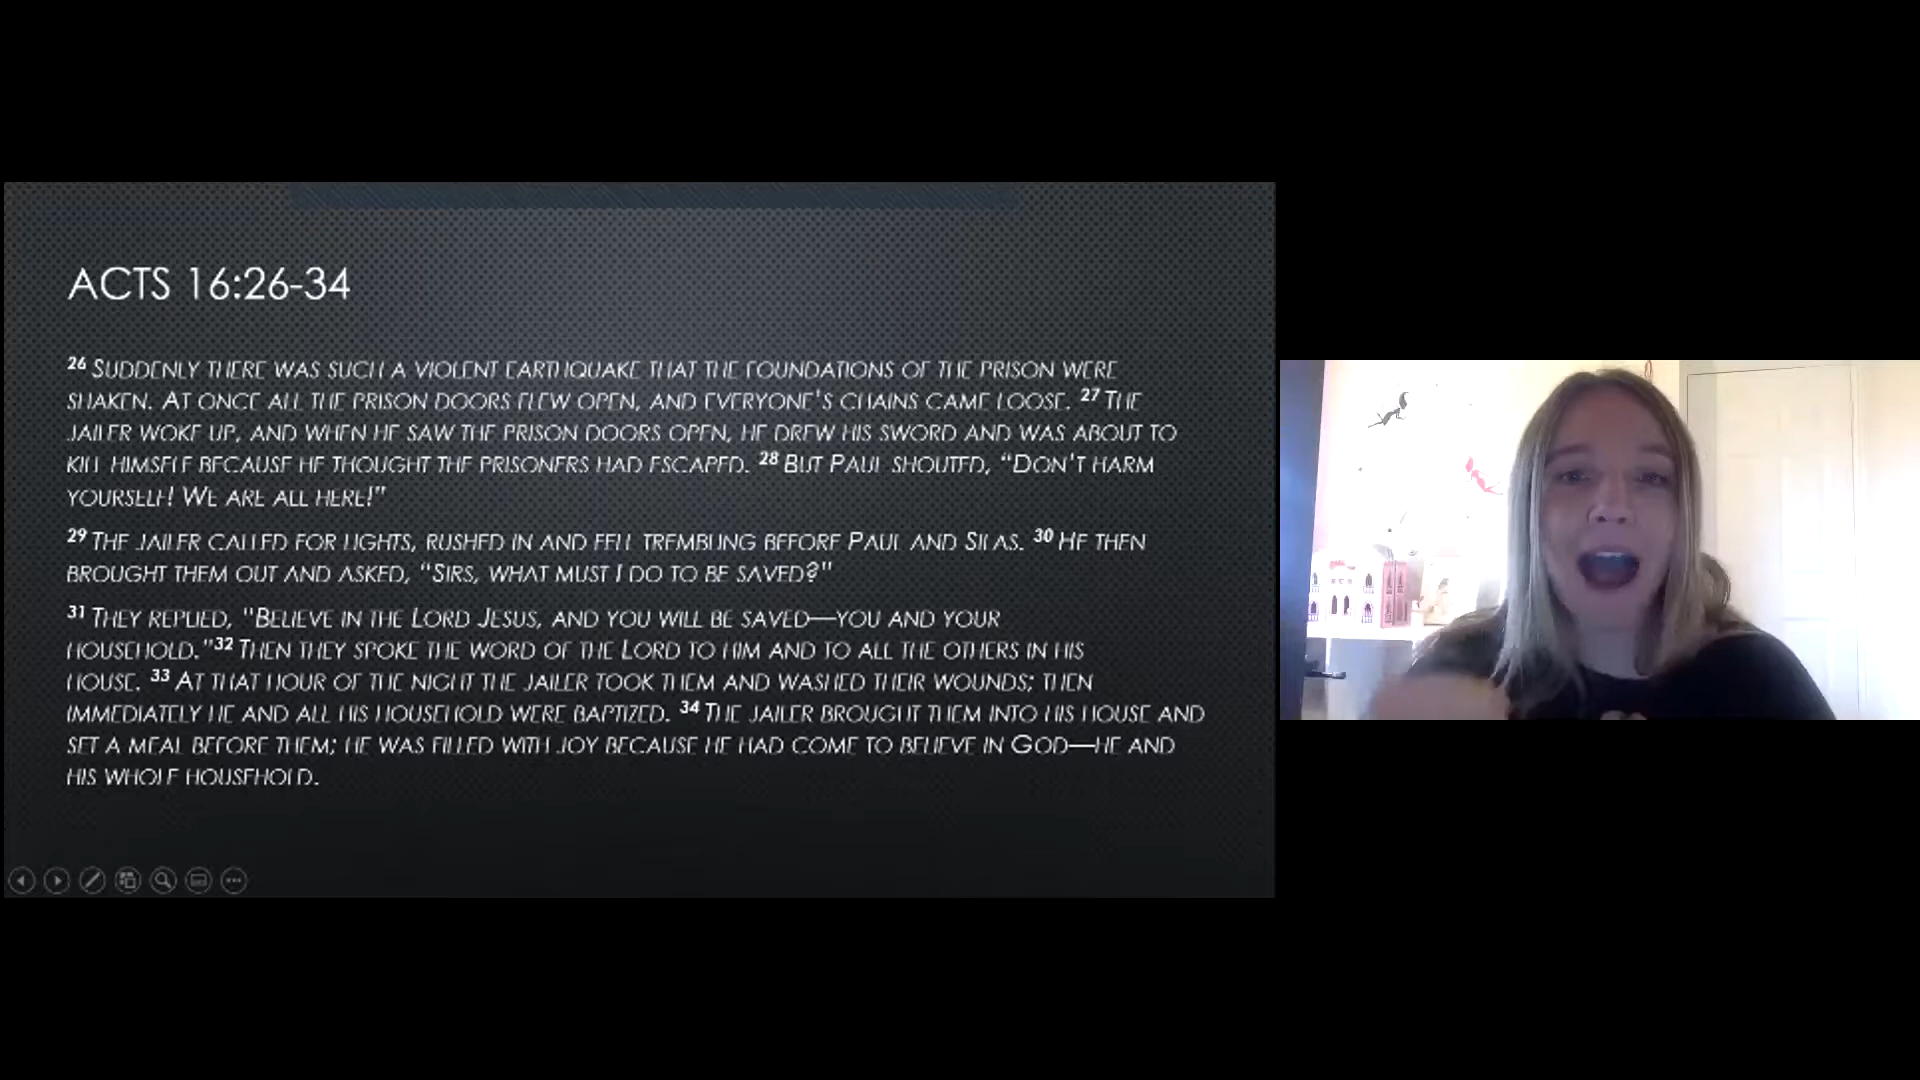 ACTS 16:26-34
26 SUDDENLY THERE WAS SUCH A VIOLENT EARTHQUAKE THAT THE FOUNDATIONS OF THE PRISON WERE
SHAKEN. AT ONCE ALL THE PRISON DOORS FLEW OPEN, AND EVERYONE'S CHAINS CAME LOOSE. 27 THE
JAILER WOKE UP, AND WHEN HE SAW THE PRISON DOORS OPEN, HE DREW HIS SWORD AND WAS ABOUT TO
KILL HIMSELF BECAUSE HE THOUGHT THE PRISONERS HAD ESCAPED. 28 BUT PAUL SHOUTED, “DON'T HARM
YOURSELF! WE ARE ALL HERE!”
29 THE JAILER CALLED FOR LIGHTS, RUSHED IN AND FELL TREMBLING BEFORE PAUL AND SILAS. 30 HE THEN
BROUGHT THEM OUT AND ASKED, “SIRS, WHAT MUST I DO TO BE SAVED?”
31 THEY REPLIED, “BELIEVE IN THE LORD JESUS, AND YOU WILL BE SAVED—YOU AND YOUR
HOUSEHOLD.”32 THEN THEY SPOKE THE WORD OF THE LORD TO HIM AND TO ALL THE OTHERS IN HIS
HOUSE. 33 AT THAT HOUR OF THE NIGHT THE JAILER TOOK THEM AND WASHED THEIR WOUNDS; THEN
IMMEDIATELY HE AND ALL HIS HOUSEHOLD WERE BAPTIZED. 34 THE JAILER BROUGHT THEM INTO HIS HOUSE AND
SET A MEAL BEFORE THEM; HE WAS FILLED WITH JOY BECAUSE HE HAD COME TO BELIEVE IN GOD—HE AND
HIS WHOLE HOUSEHOLD.